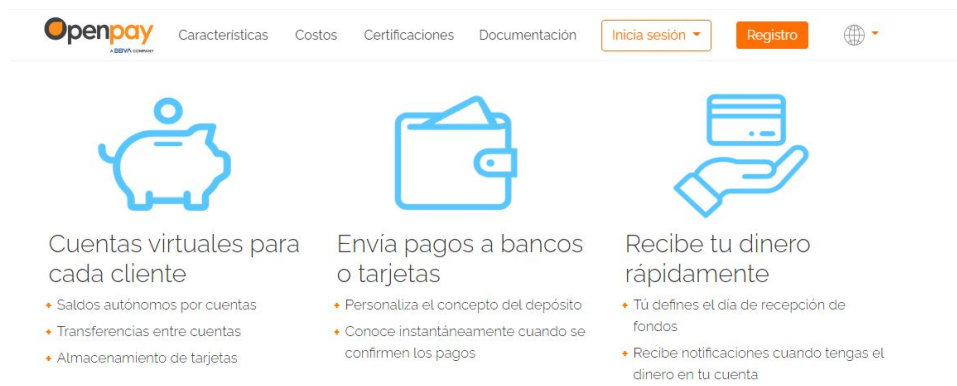 Openpay
A BBVA COMPANY
Características
Costos
Certificaciones
Documentación
Inicia sesión
Registro
Cuentas virtuales para
cada cliente
Saldos autónomos por cuentas
Transferencias entre cuentas
Almacenamiento de tarjetas
Envía pagos a bancos
o tarjetas
Personaliza el concepto del depósito
Conoce instantáneamente cuando se
confirmen los pagos
Recibe tu dinero
rápidamente
Tú defines el día de recepción de
fondos
Recibe notificaciones cuando tengas el
dinero en tu cuenta